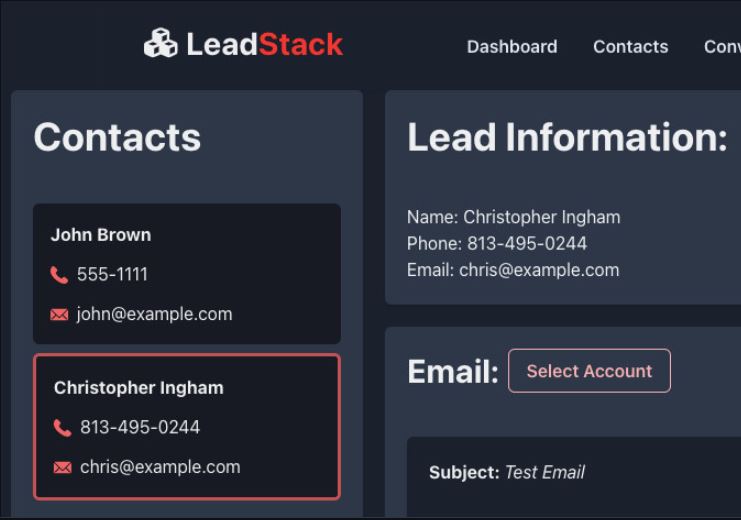 LeadStack
Dashboard
Contacts
Contacts
John Brown
555-1111
john@example.com
Christopher Ingham
813-495-0244
chris@example.com
Lead Information:
Name: Christopher Ingham
Phone: 813-495-0244
Email: chris@example.com
Email:
Select Account
Subject: Test Email